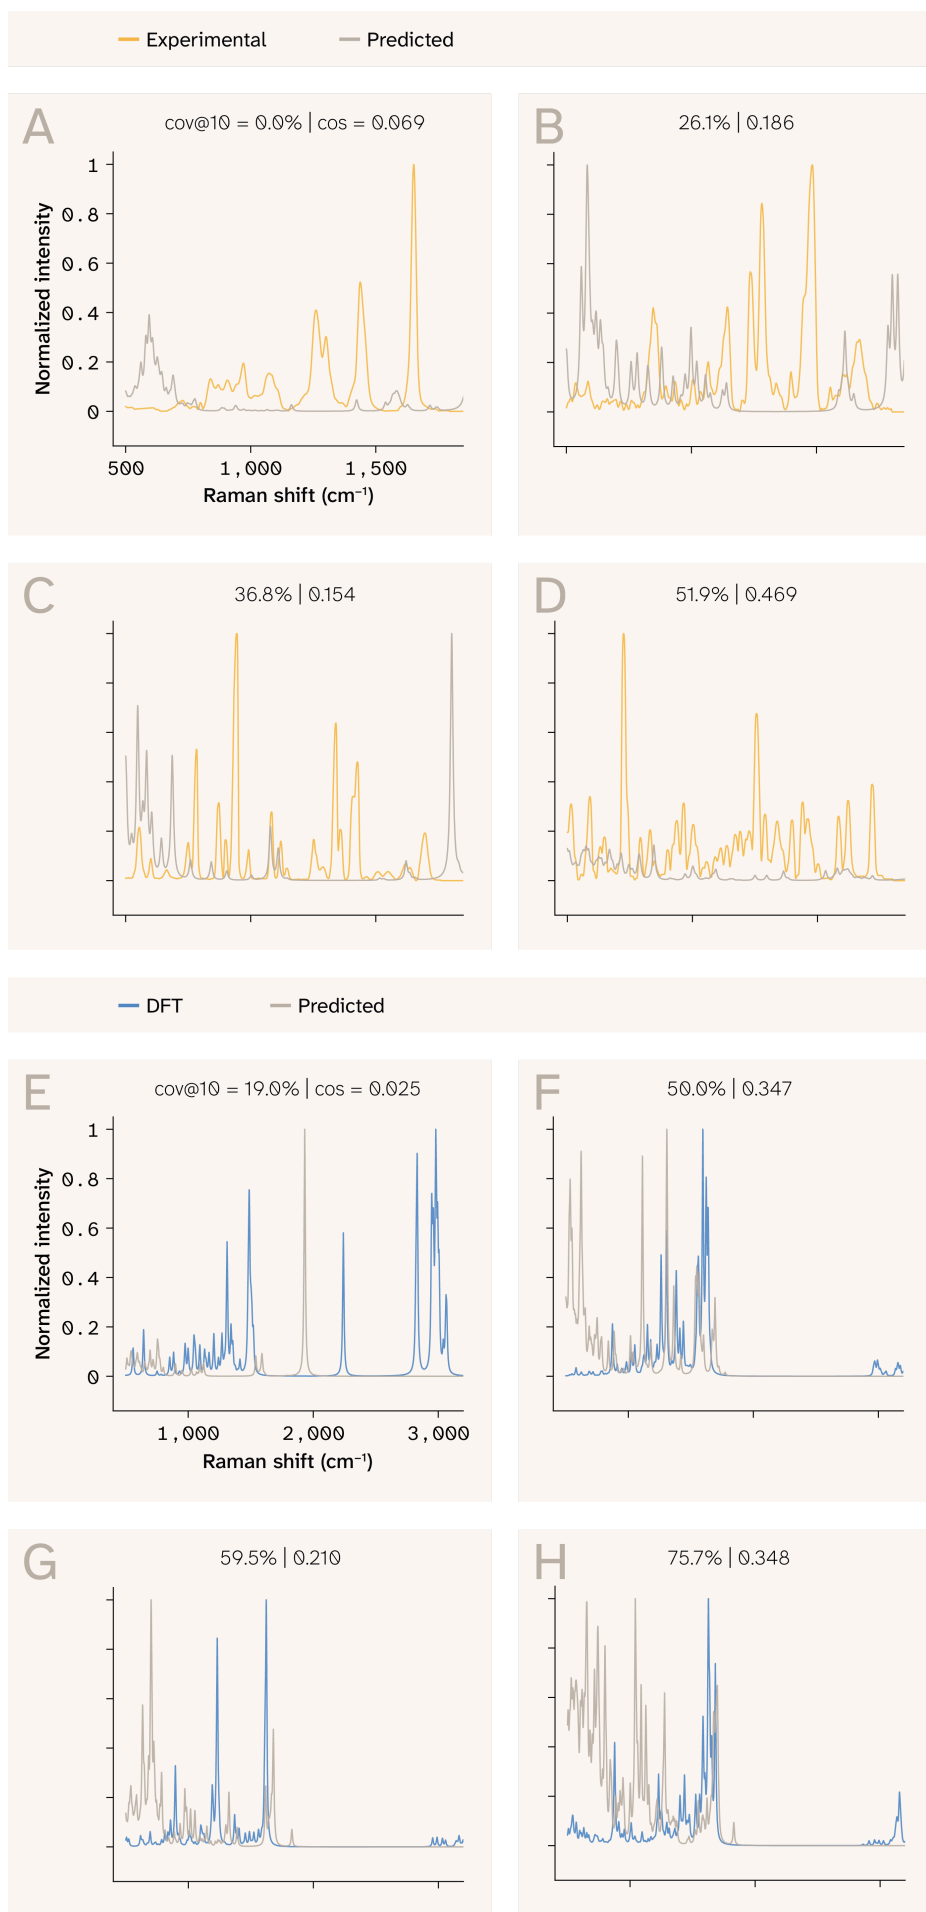 Experimental Predicted
A
cov@10 = 0.0% | cos = 0.069
1
0.8
0.6
0.4
0.2
0
Normalized intensity
500 1,000 1,500
Raman shift (cm⁻¹)
B
26.1% | 0.186
C
36.8% | 0.154
D
51.9% | 0.469
DFT Predicted
E
cov@10 = 19.0% | cos = 0.025
1
0.8
0.6
0.4
0.2
0
Normalized intensity
1,000 2,000 3,000
Raman shift (cm⁻¹)
F
50.0% | 0.347
G
59.5% | 0.210
H
75.7% | 0.348